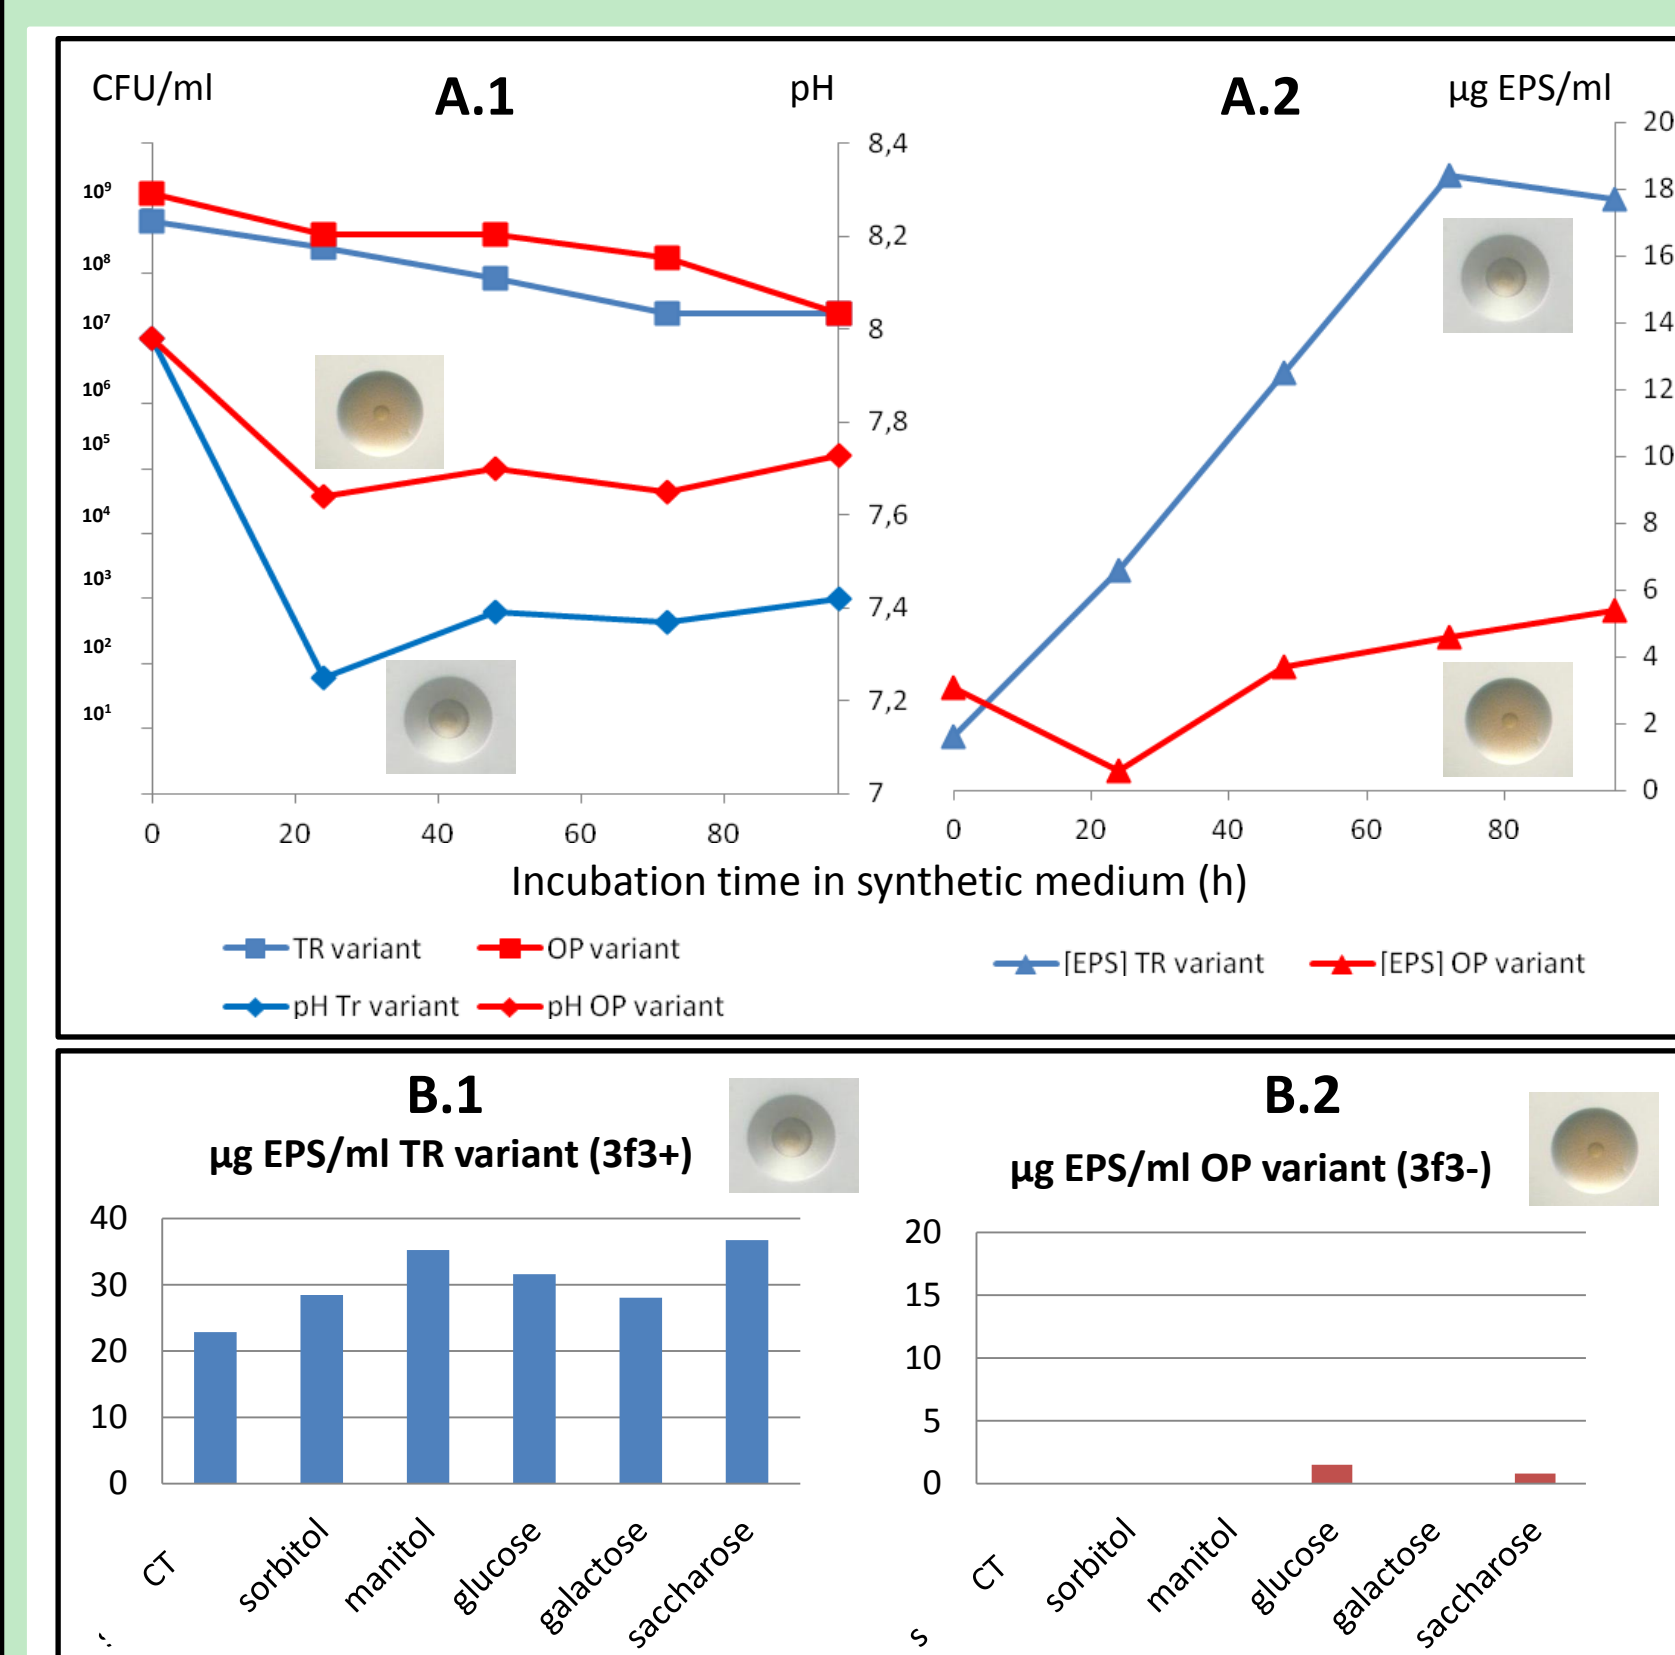 CFU/ml
A.1
pH
10⁹
10⁸
10⁷
10⁶
10⁵
10⁴
10³
10²
10¹
8,4
8,2
8
7,8
7,6
7,4
7,2
7
0 20 40 60 80
A.2
µg EPS/ml
20
18
16
14
12
10
8
6
4
2
0
0 20 40 60 80
Incubation time in synthetic medium (h)
TR variant OP variant
pH Tr variant pH OP variant
[EPS] TR variant [EPS] OP variant
B.1
µg EPS/ml TR variant (3f3+)
40
30
20
10
0
CT sorbitol manitol glucose galactose saccharose
B.2
µg EPS/ml OP variant (3f3-)
20
15
10
5
0
CT sorbitol manitol glucose galactose saccharose
s